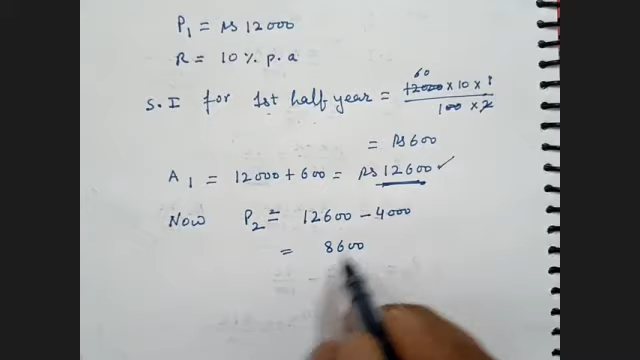 P1 = Rs 12000
R = 10 % p.a
S.I for 1st half year = 60 12000 × 10 × 1 / 100 × 2
= Rs 600
A1 = 12000 + 600 = Rs 12600 ✓
Now P2 = 12600 - 4000
= 8600